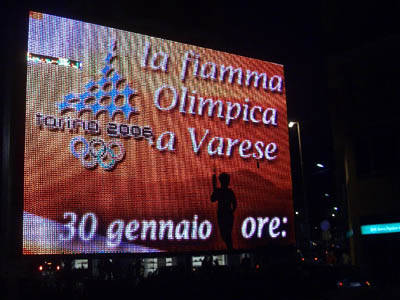 la fiamma
Olimpica
a Varese
torino 2006
30 gennaio ore: